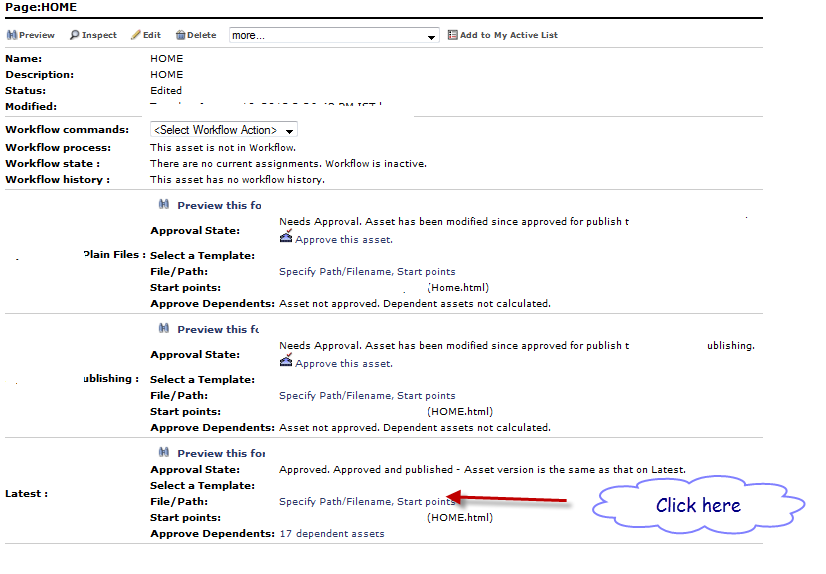 Page:HOME
Preview Inspect Edit Delete more... Add to My Active List
Name: HOME
Description: HOME
Status: Edited
Modified:
Workflow commands: <Select Workflow Action>
Workflow process: This asset is not in Workflow.
Workflow state : There are no current assignments. Workflow is inactive.
Workflow history : This asset has no workflow history.
Preview this fo
Needs Approval. Asset has been modified since approved for publish t
Approval State:
Approve this asset.
Plain Files : Select a Template:
File/Path: Specify Path/Filename, Start points
Start points: (Home.html)
Approve Dependents: Asset not approved. Dependent assets not calculated.
Preview this fo
Needs Approval. Asset has been modified since approved for publish t ublishing.
Approval State:
Approve this asset.
ublishing : Select a Template:
File/Path: Specify Path/Filename, Start points
Start points: (HOME.html)
Approve Dependents: Asset not approved. Dependent assets not calculated.
Preview this for
Approval State: Approved. Approved and published - Asset version is the same as that on Latest.
Select a Template:
Latest :
File/Path: Specify Path/Filename, Start points
Start points: (HOME.html)
Approve Dependents: 17 dependent assets
Click here